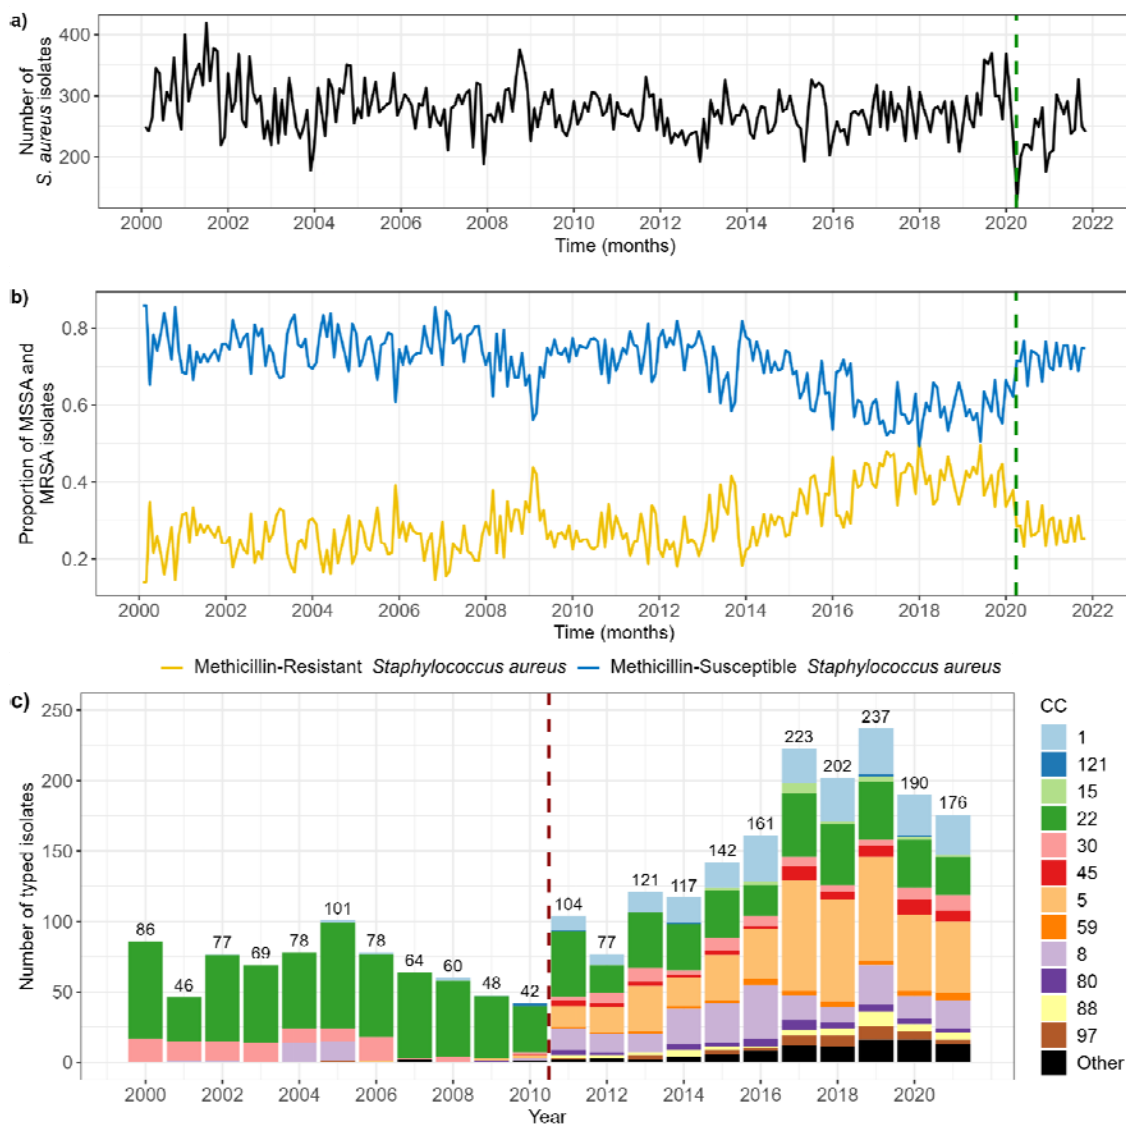 a)
Number of
S. aureus isolates
400
300
200
2000 2002 2004 2006 2008 2010 2012 2014 2016 2018 2020 2022
Time (months)
b)
Proportion of MSSA and
MRSA isolates
0.8
0.6
0.4
0.2
2000 2002 2004 2006 2008 2010 2012 2014 2016 2018 2020 2022
Time (months)
Methicillin-Resistant Staphylococcus aureus Methicillin-Susceptible Staphylococcus aureus
c)
Number of typed isolates
250
200
150
100
50
0
86 46 77 69 78 101 78 64 60 48 42 104 77 121 117 142 161 223 202 237 190 176
2000 2002 2004 2006 2008 2010 2012 2014 2016 2018 2020
Year
CC
1
121
15
22
30
45
5
59
8
80
88
97
Other